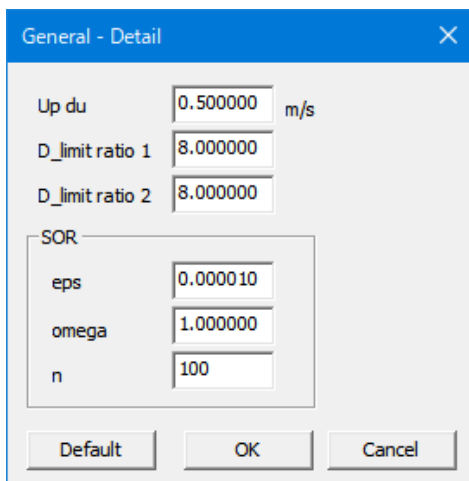 General - Detail
Up du 0.500000 m/s
D_limit ratio 1 8.000000
D_limit ratio 2 8.000000
SOR
eps 0.000010
omega 1.000000
n 100
Default OK Cancel